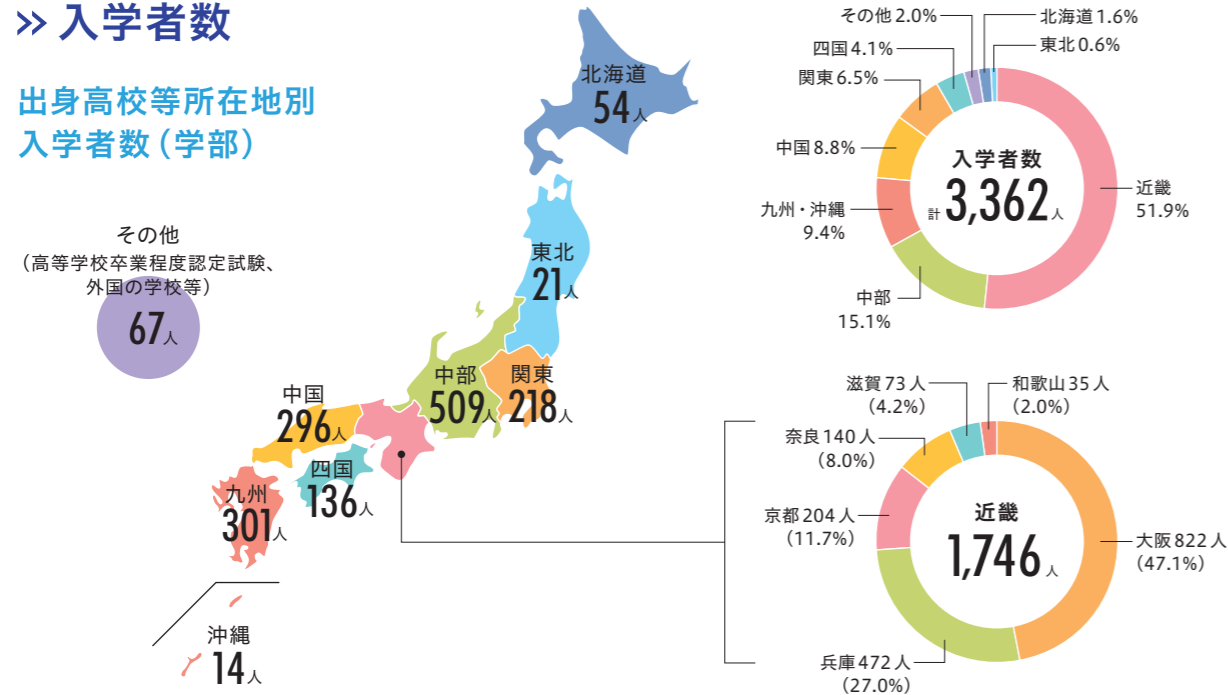 » 入学者数
出身高校等所在地別
入学者数（学部）
北海道
54人
東北
21人
その他
（高等学校卒業程度認定試験、
外国の学校等）
67人
中部
509人
関東
218人
中国
296人
四国
136人
九州
301人
沖縄
14人
その他2.0%
北海道1.6%
四国4.1%
東北0.6%
関東6.5%
中国8.8%
九州・沖縄
9.4%
中部
15.1%
近畿
51.9%
入学者数
計3,362人
滋賀73人
（4.2%）
和歌山35人
（2.0%）
奈良140人
（8.0%）
京都204人
（11.7%）
近畿
1,746人
大阪822人
（47.1%）
兵庫472人
（27.0%）